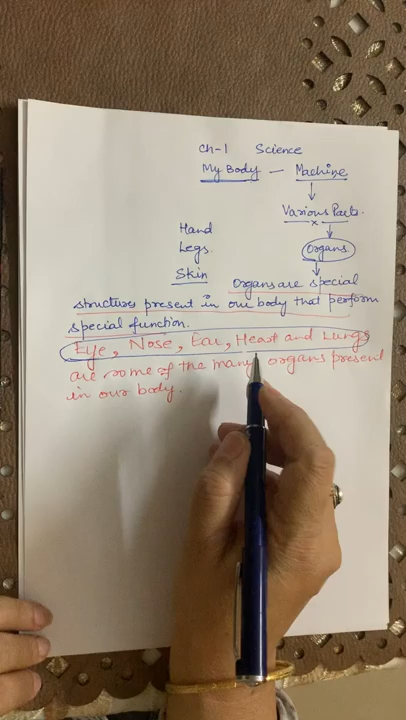 Ch-1 Science
My Body - Machine
Various Parts.
Hand
Legs.
Organs
Skin
Organs are special
structures present in our body that perform
special function.
Eye, Nose, Ear, Heart and Lungs
are some of the many organs present
in our body.